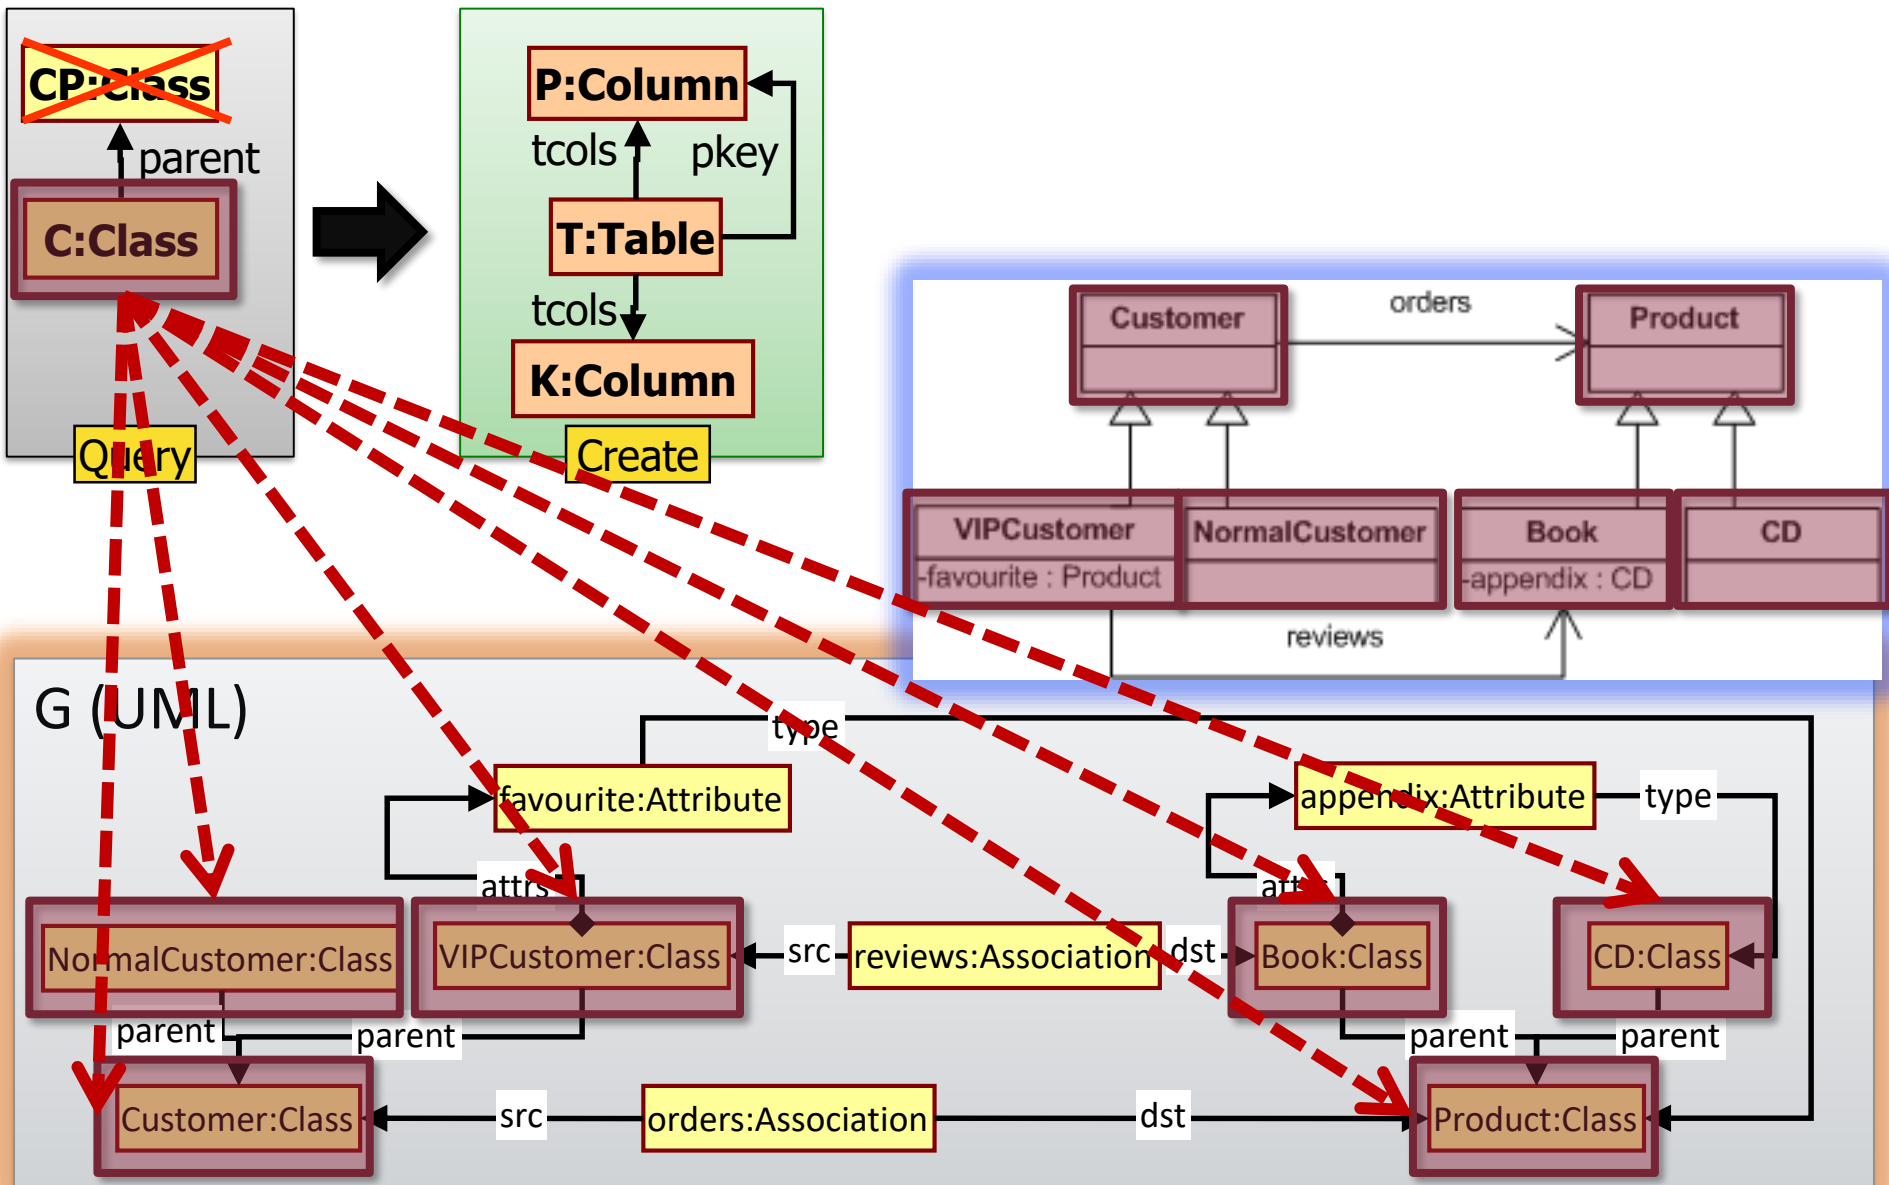 CP:Class
parent
C:Class
Query
P:Column
tcols
pkey
T:Table
tcols
K:Column
Create
Customer
orders
Product
VIPCustomer
-favourite : Product
NormalCustomer
Book
-appendix : CD
CD
reviews
G (UML)
type
favourite:Attribute
appendix:Attribute
type
attrs
attrs
NormalCustomer:Class
VIPCustomer:Class
src
reviews:Association
dst
Book:Class
CD:Class
parent
parent
parent
parent
Customer:Class
src
orders:Association
dst
Product:Class